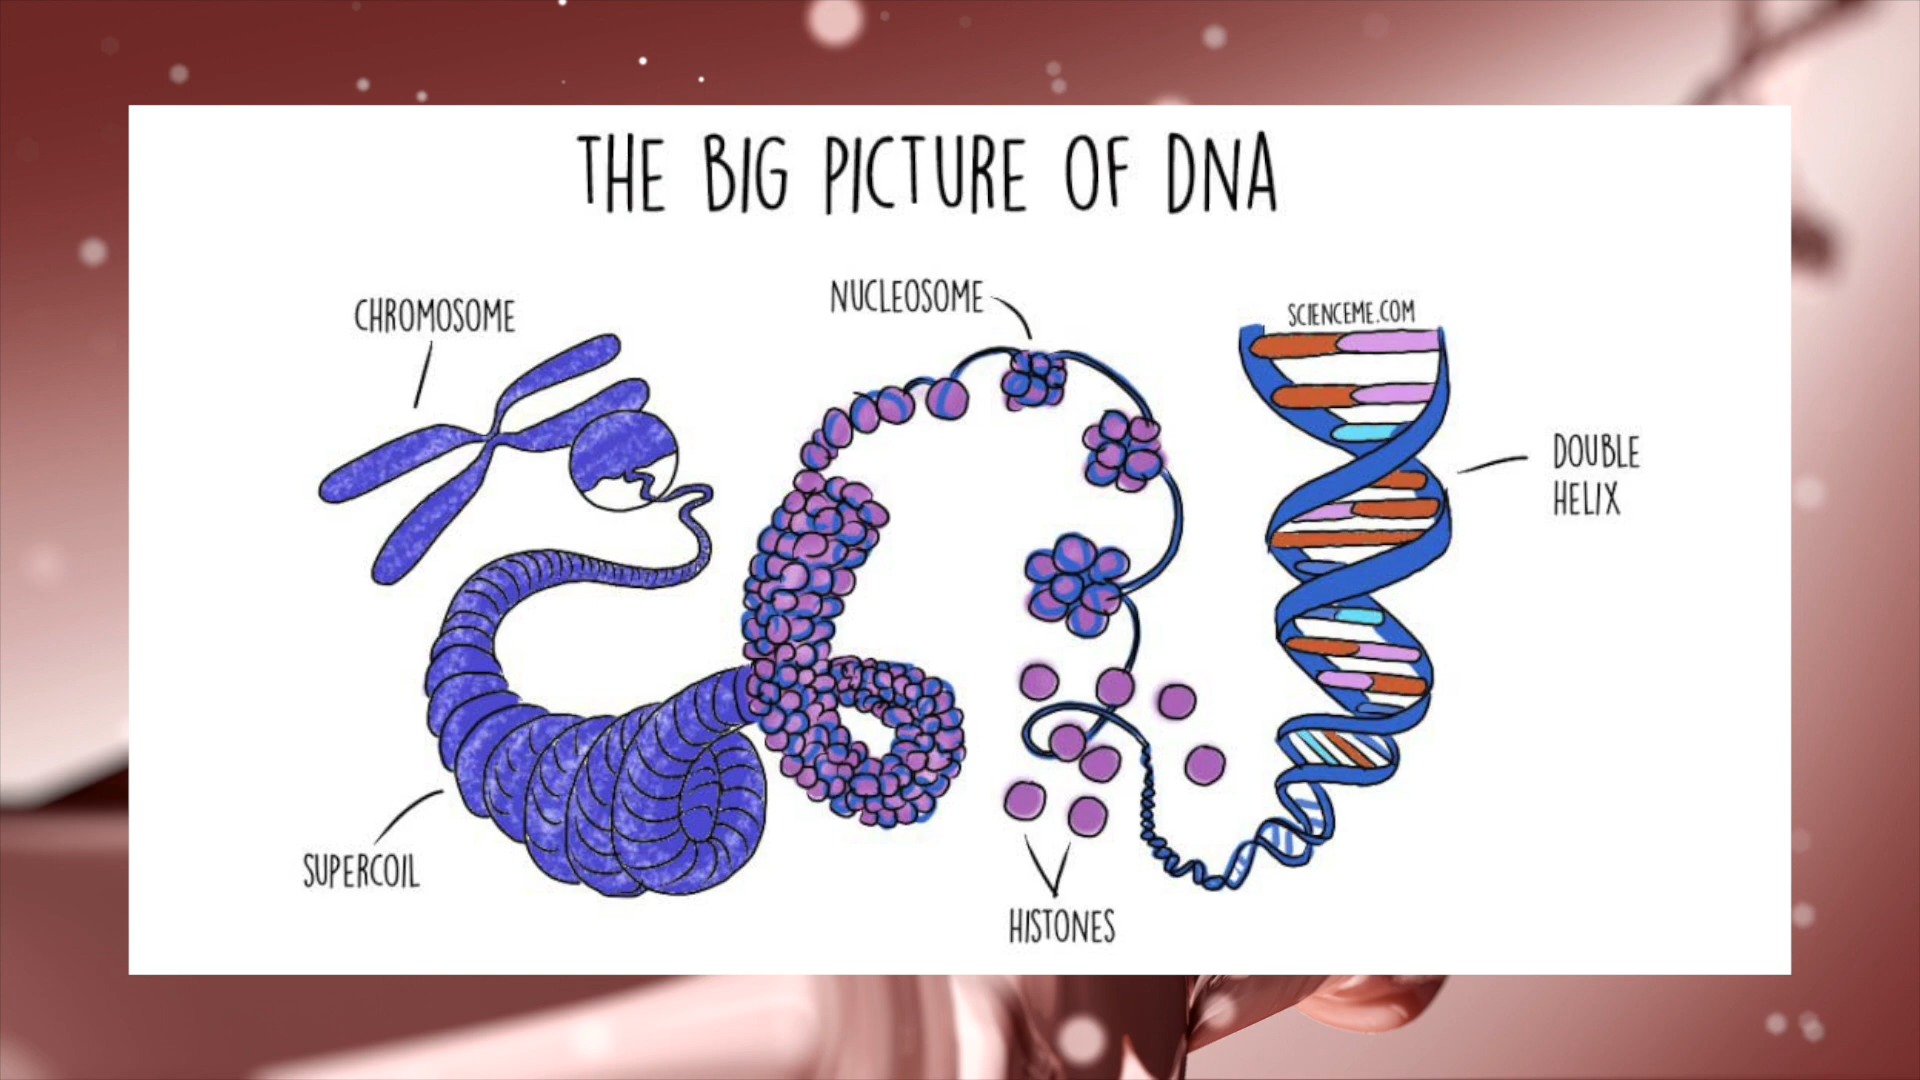 THE BIG PICTURE OF DNA
CHROMOSOME
NUCLEOSOME
SCIENCEME.COM
DOUBLE
HELIX
SUPERCOIL
HISTONES